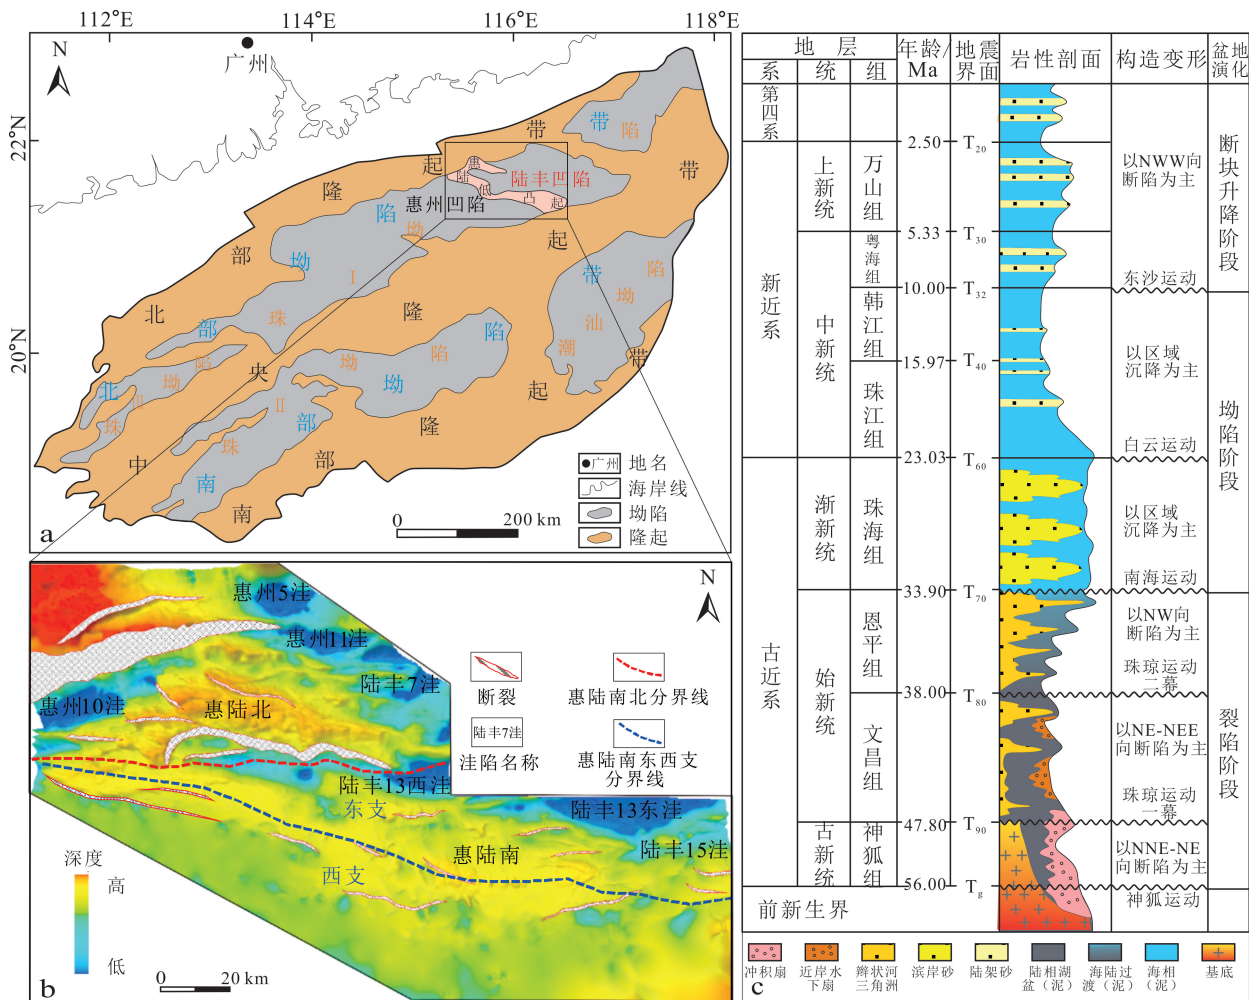 112°E
114°E
116°E
118°E
22°N
20°N
N
广州
北
部
隆
起
带
北
部
坳
陷
带
珠
Ⅰ
坳
陷
珠
Ⅲ
坳
陷
惠州凹陷
陆丰凹陷
惠
陆
低
凸
起
中
央
隆
起
带
南
部
坳
陷
带
珠
Ⅱ
坳
陷
潮
汕
坳
陷
南
部
隆
起
带
广州 地名
海岸线
坳陷
隆起
0 200 km
a
惠州5洼
惠州11洼
陆丰7洼
惠州10洼
惠陆北
陆丰13西洼
东支
陆丰13东洼
惠陆南
陆丰15洼
西支
N
断裂
惠陆南北分界线
陆丰7洼
洼陷名称
惠陆南东西支
分界线
深度
高
低
0 20 km
b
地 层
年龄/
Ma
地震
界面
岩性剖面
构造变形
盆地
演化
系
统
组
第四系
新近系
古近系
前新生界
上新统
中新统
渐新统
始新统
古新统
万山组
粤海组
韩江组
珠江组
珠海组
恩平组
文昌组
神狐组
2.50
5.33
10.00
15.97
23.03
33.90
38.00
47.80
56.00
T20
T30
T32
T40
T60
T70
T80
T90
Tg
以NWW向
断陷为主
东沙运动
以区域
沉降为主
白云运动
以区域
沉降为主
南海运动
以NW向
断陷为主
珠琼运动
二幕
以NE-NEE
向断陷为主
珠琼运动
一幕
以NNE-NE
向断陷为主
神狐运动
断块升降阶段
坳陷阶段
裂陷阶段
冲积扇
近岸水
下扇
辫状河
三角洲
滨岸砂
陆架砂
陆相湖
盆（泥）
海陆过
渡（泥）
海相
（泥）
基底
c